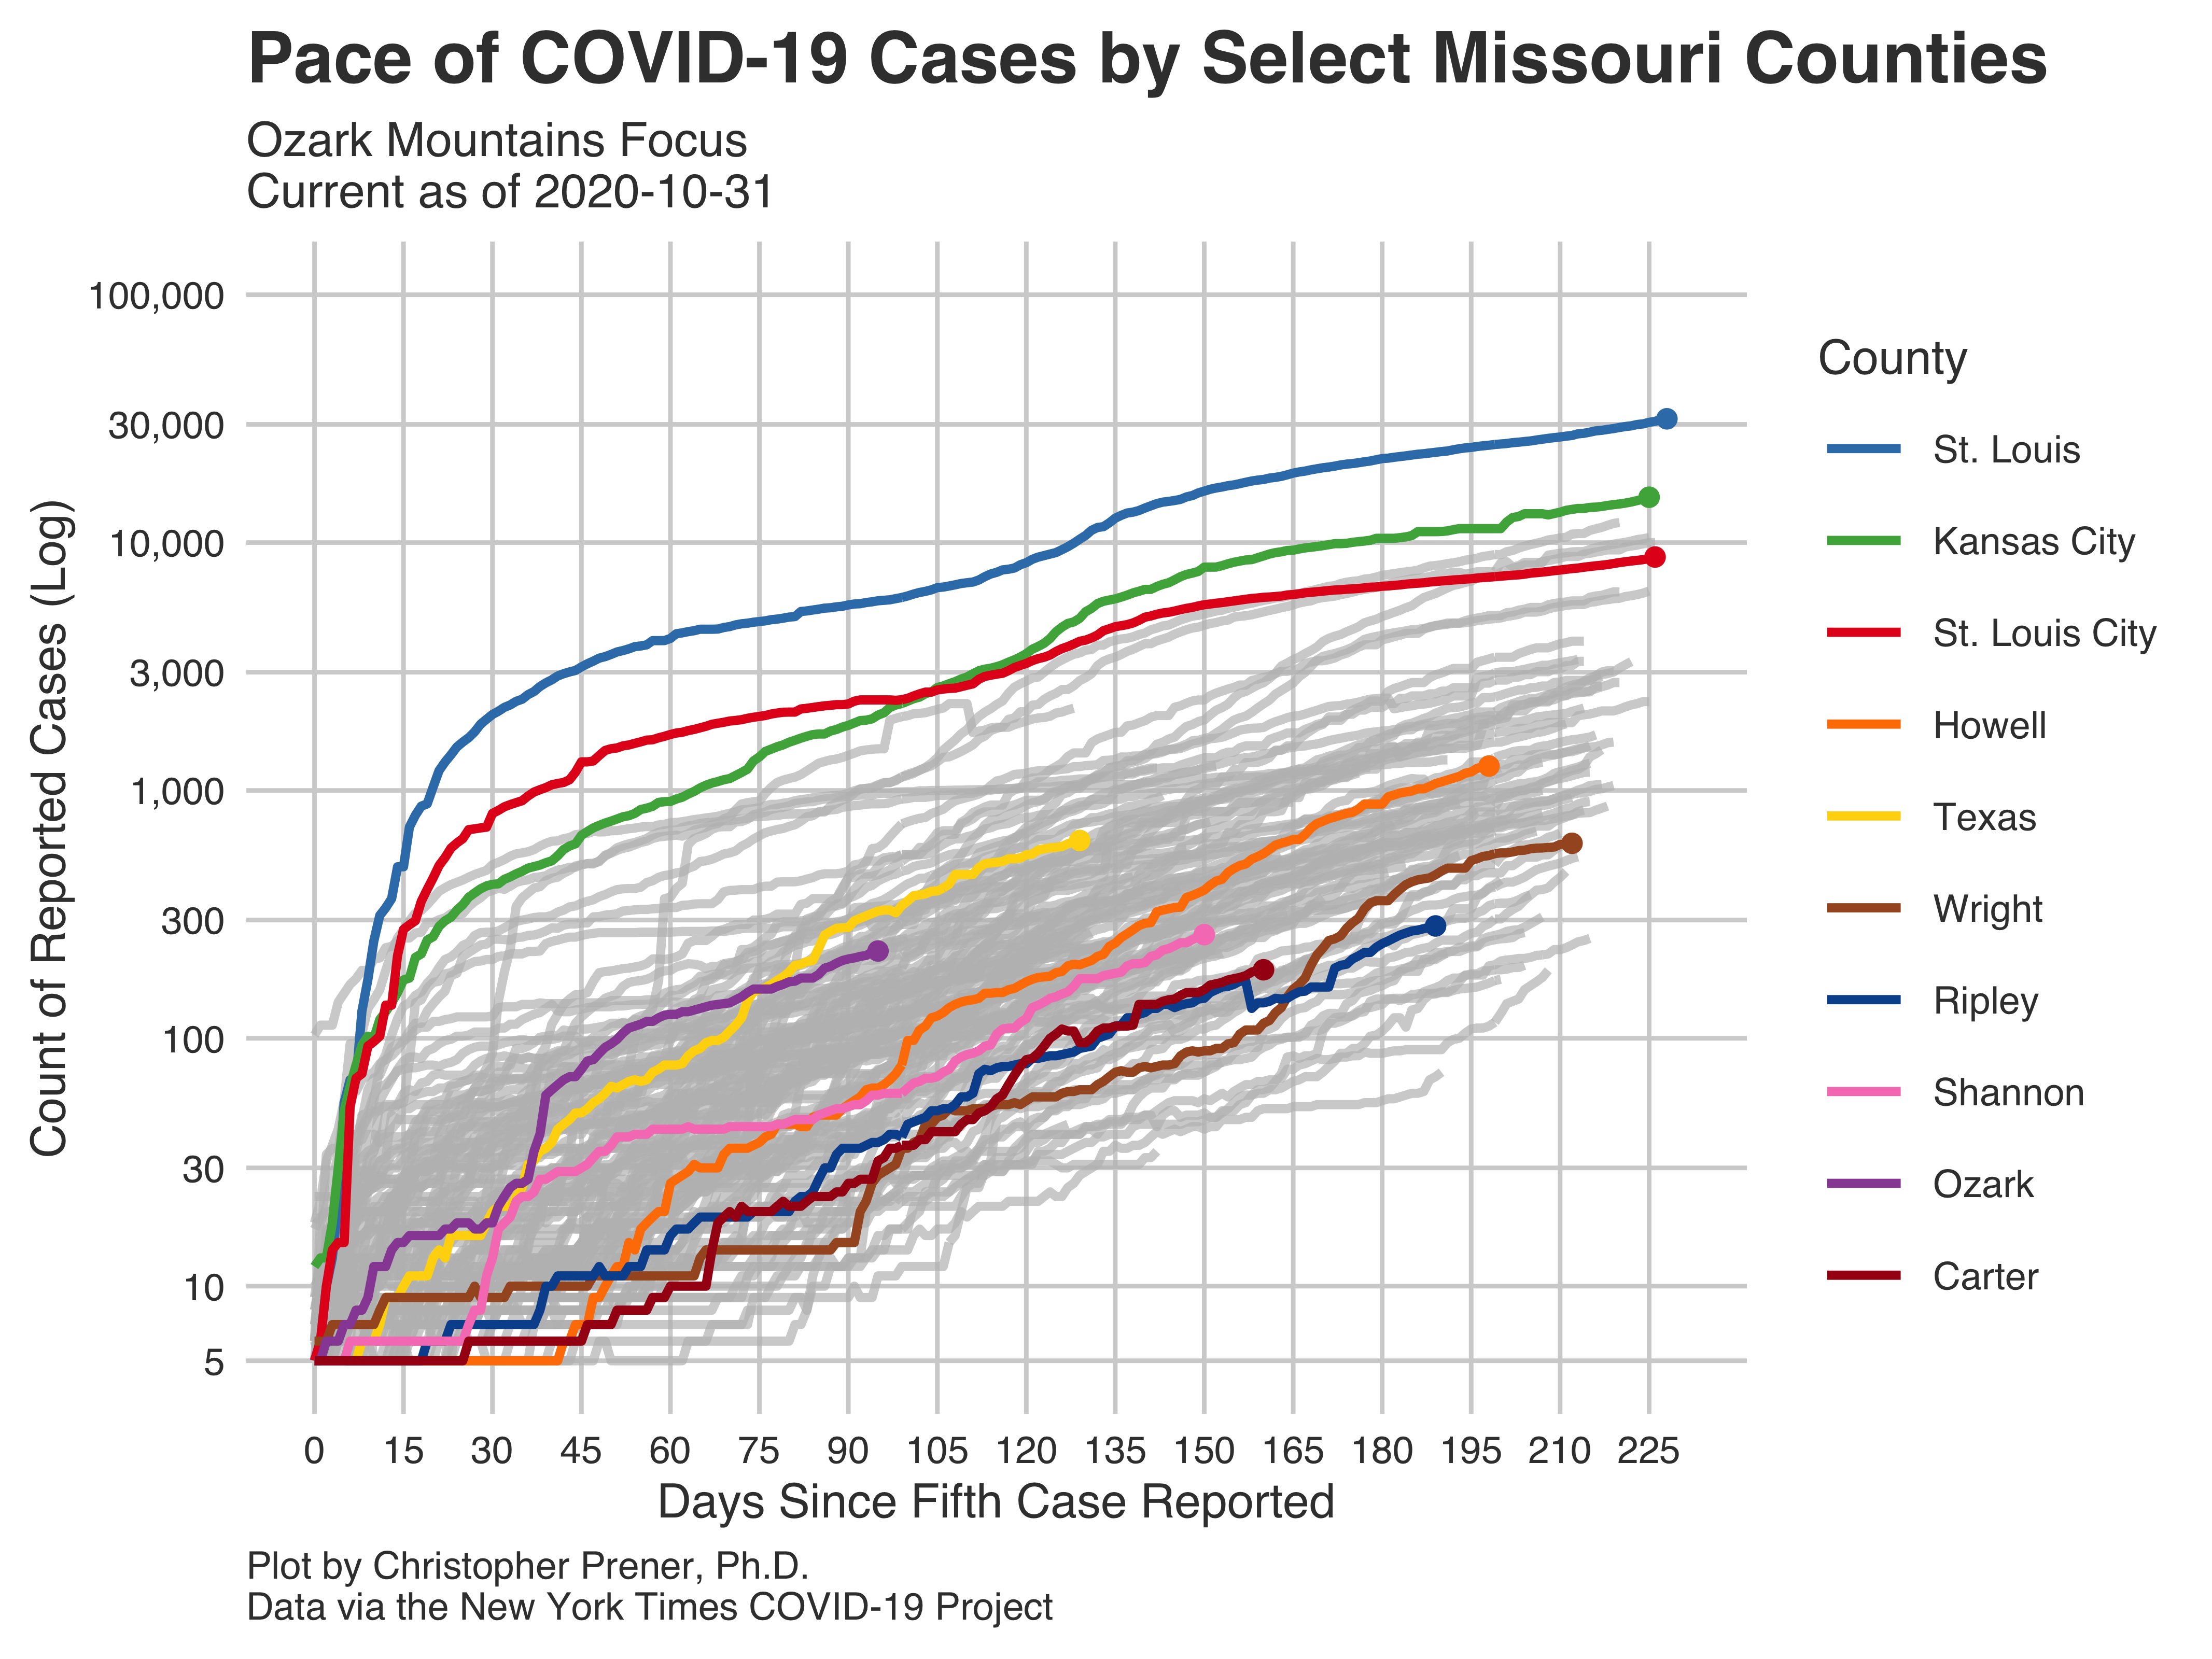 Pace of COVID-19 Cases by Select Missouri Counties
Ozark Mountains Focus
Current as of 2020-10-31
Count of Reported Cases (Log)
100,000
30,000
10,000
3,000
1,000
300
100
30
10
5
0 15 30 45 60 75 90 105 120 135 150 165 180 195 210 225
Days Since Fifth Case Reported
County
St. Louis
Kansas City
St. Louis City
Howell
Texas
Wright
Ripley
Shannon
Ozark
Carter
Plot by Christopher Prener, Ph.D.
Data via the New York Times COVID-19 Project